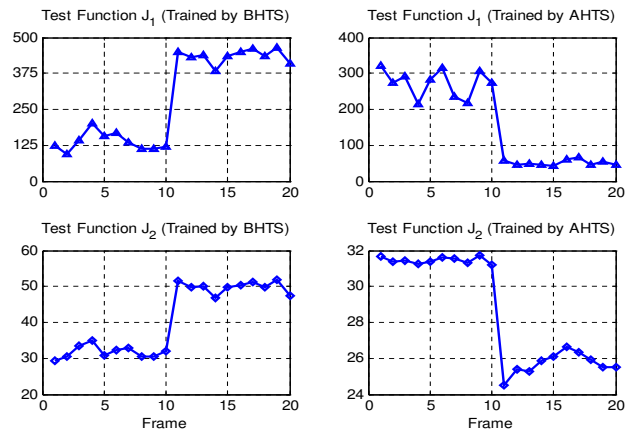 Test Function J1 (Trained by BHTS)
500
375
250
125
0
0 5 10 15 20
Test Function J1 (Trained by AHTS)
400
300
200
100
0
0 5 10 15 20
Test Function J2 (Trained by BHTS)
60
50
40
30
20
0 5 10 15 20
Frame
Test Function J2 (Trained by AHTS)
32
30
28
26
24
0 5 10 15 20
Frame